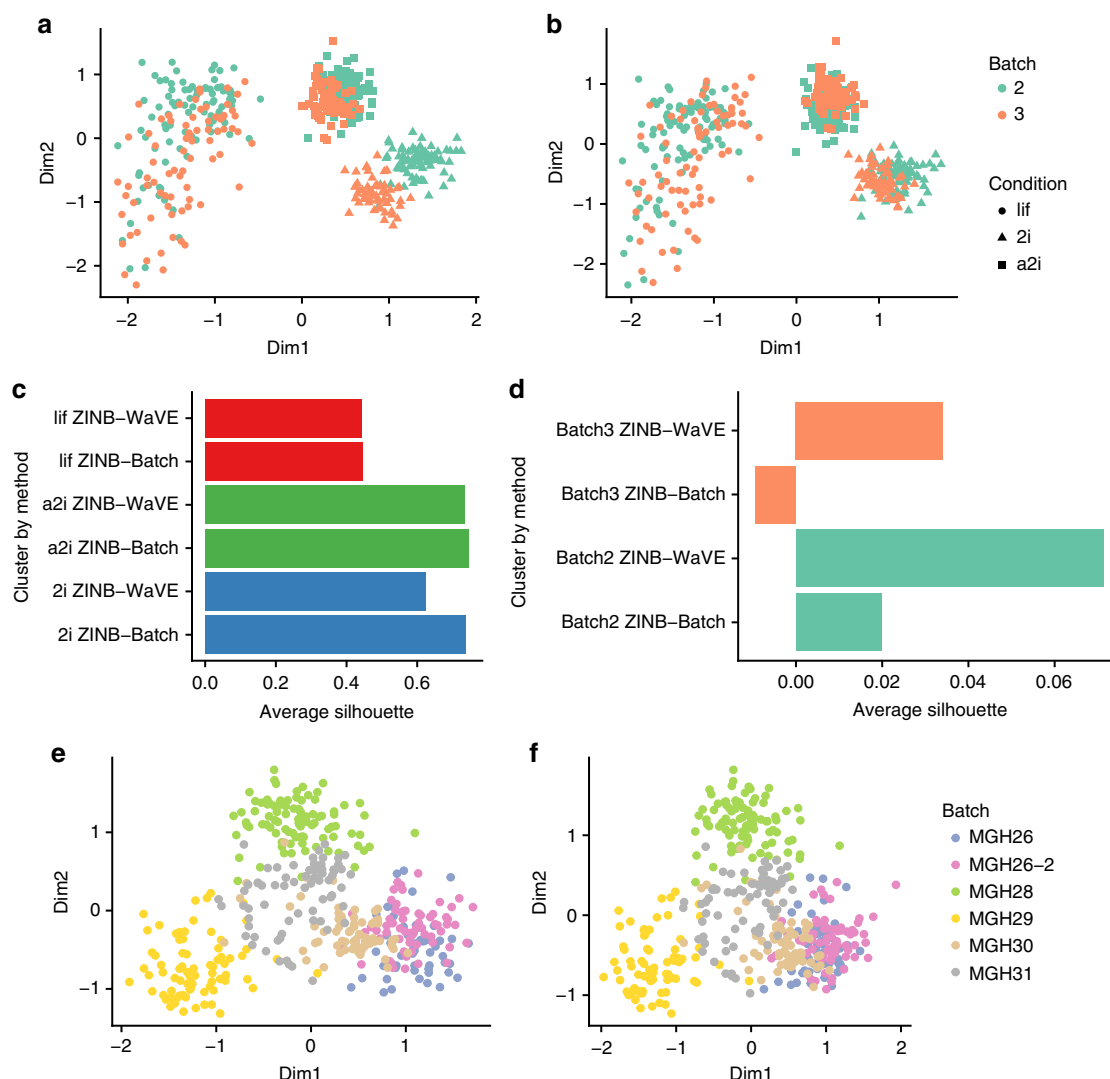 a
Dim2
1
0
−1
−2
−2
−1
0
1
2
Dim1
b
Dim2
1
0
−1
−2
−2
−1
0
1
Dim1
Batch
2
3
Condition
lif
2i
a2i
c
Cluster by method
lif ZINB−WaVE
lif ZINB−Batch
a2i ZINB−WaVE
a2i ZINB−Batch
2i ZINB−WaVE
2i ZINB−Batch
0.0
0.2
0.4
0.6
Average silhouette
d
Cluster by method
Batch3 ZINB−WaVE
Batch3 ZINB−Batch
Batch2 ZINB−WaVE
Batch2 ZINB−Batch
0.00
0.02
0.04
0.06
Average silhouette
e
Dim2
1
0
−1
−2
−1
0
1
Dim1
f
Dim2
1
0
−1
−2
−1
0
1
2
Dim1
Batch
MGH26
MGH26−2
MGH28
MGH29
MGH30
MGH31